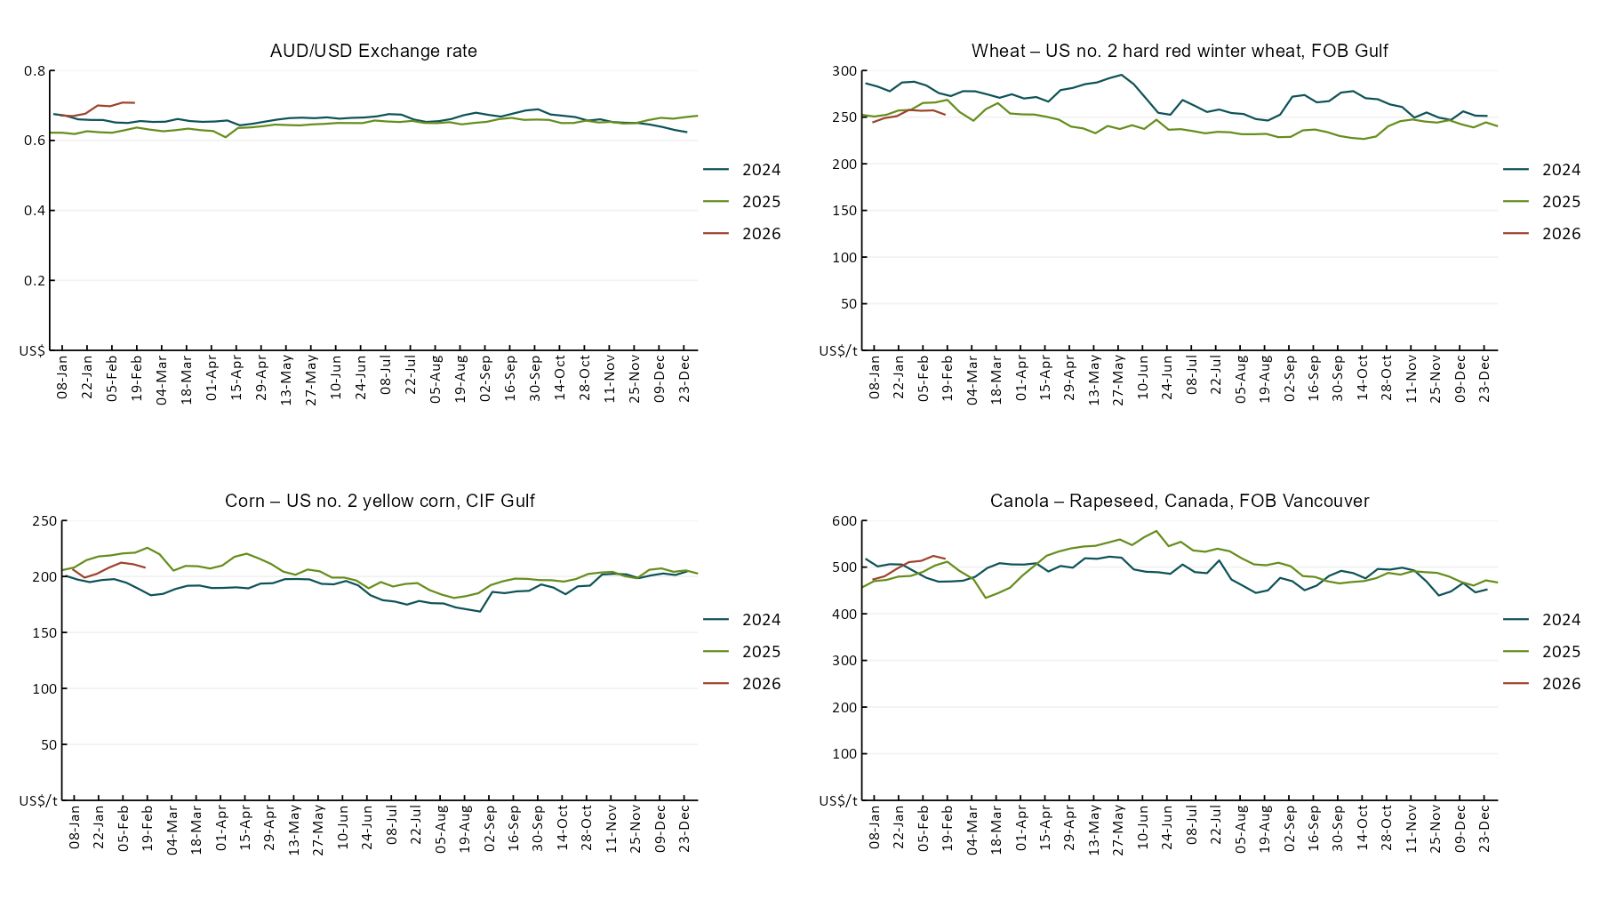 AUD/USD Exchange rate
0.8
0.6
0.4
0.2
US$
08-Jan 22-Jan 05-Feb 19-Feb 04-Mar 18-Mar 01-Apr 15-Apr 29-Apr 13-May 27-May 10-Jun 24-Jun 08-Jul 22-Jul 05-Aug 19-Aug 02-Sep 16-Sep 30-Sep 14-Oct 28-Oct 11-Nov 25-Nov 09-Dec 23-Dec
2024
2025
2026
Wheat – US no. 2 hard red winter wheat, FOB Gulf
300
250
200
150
100
50
US$/t
08-Jan 22-Jan 05-Feb 19-Feb 04-Mar 18-Mar 01-Apr 15-Apr 29-Apr 13-May 27-May 10-Jun 24-Jun 08-Jul 22-Jul 05-Aug 19-Aug 02-Sep 16-Sep 30-Sep 14-Oct 28-Oct 11-Nov 25-Nov 09-Dec 23-Dec
2024
2025
2026
Corn – US no. 2 yellow corn, CIF Gulf
250
200
150
100
50
US$/t
08-Jan 22-Jan 05-Feb 19-Feb 04-Mar 18-Mar 01-Apr 15-Apr 29-Apr 13-May 27-May 10-Jun 24-Jun 08-Jul 22-Jul 05-Aug 19-Aug 02-Sep 16-Sep 30-Sep 14-Oct 28-Oct 11-Nov 25-Nov 09-Dec 23-Dec
2024
2025
2026
Canola – Rapeseed, Canada, FOB Vancouver
600
500
400
300
200
100
US$/t
08-Jan 22-Jan 05-Feb 19-Feb 04-Mar 18-Mar 01-Apr 15-Apr 29-Apr 13-May 27-May 10-Jun 24-Jun 08-Jul 22-Jul 05-Aug 19-Aug 02-Sep 16-Sep 30-Sep 14-Oct 28-Oct 11-Nov 25-Nov 09-Dec 23-Dec
2024
2025
2026